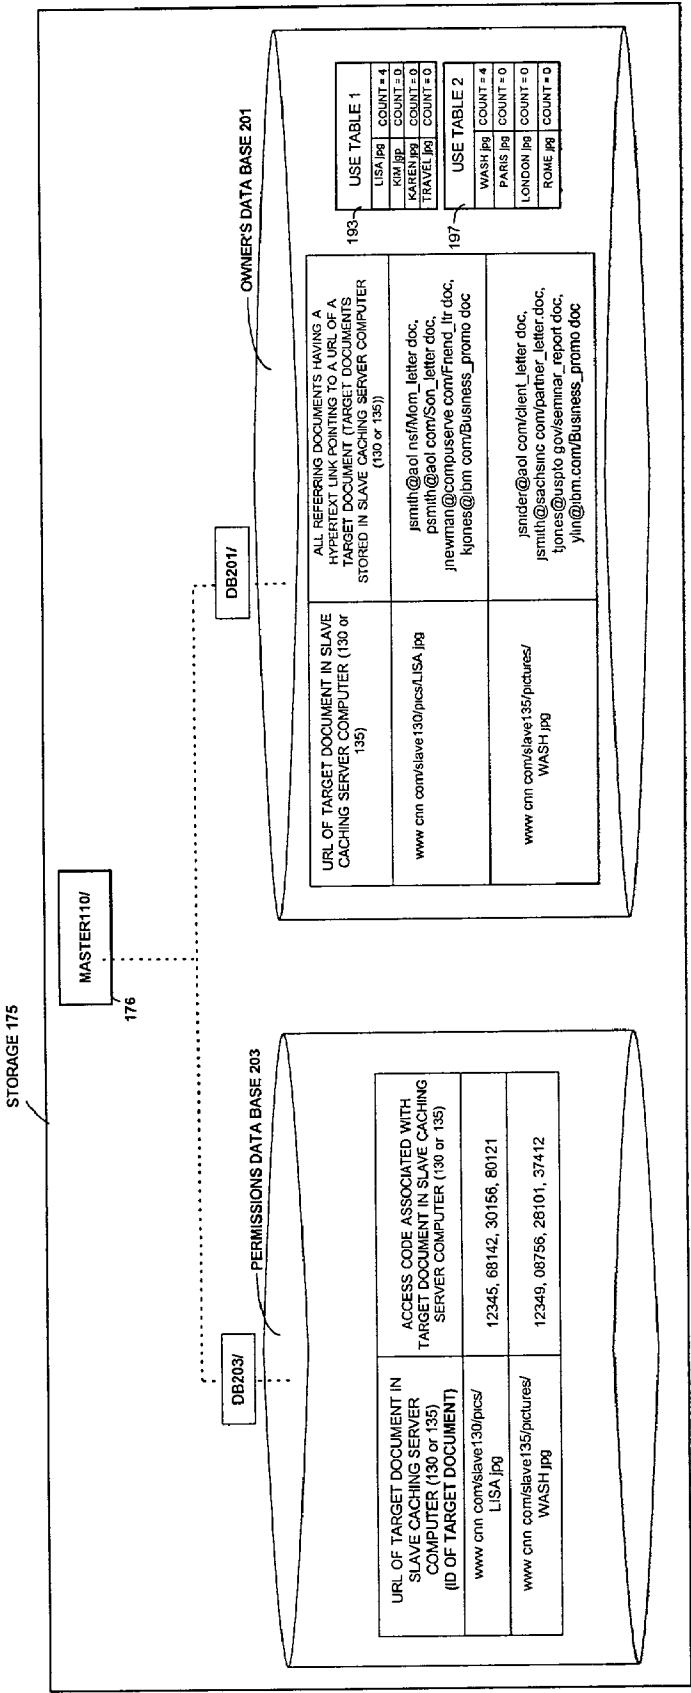 STORAGE 175
MASTER110/
176
DB203/
PERMISSIONS DATA BASE 203
URL OF TARGET DOCUMENT IN
SLAVE CACHING SERVER
COMPUTER (130 or 135)
(ID OF TARGET DOCUMENT)
ACCESS CODE ASSOCIATED WITH
TARGET DOCUMENT IN SLAVE CACHING
SERVER COMPUTER (130 or 135)
www cnn com/slave130/pics/
LISA jpg
12345, 68142, 30156, 80121
www cnn com/slave135/pictures/
WASH jpg
12349, 08756, 28101, 37412
DB201/
OWNER'S DATA BASE 201
URL OF TARGET DOCUMENT IN SLAVE
CACHING SERVER COMPUTER (130 or
135)
ALL REFERRING DOCUMENTS HAVING A
HYPERTEXT LINK POINTING TO A URL OF A
TARGET DOCUMENT (TARGET DOCUMENTS
STORED IN SLAVE CACHING SERVER COMPUTER
(130 or 135))
www cnn com/slave130/pics/LISA jpg
jsmith@aol nsf/Mom_letter doc,
psmith@aol com/Son_letter doc,
jnewman@compuserve com/Friend_ltr doc,
kjones@ibm com/Business_promo doc
www cnn com/slave135/pictures/
WASH jpg
jsnider@aol com/client_letter doc,
jsmith@sachsinc com/partner_letter.doc,
tjones@uspto gov/seminar_report doc,
ylin@ibm.com/Business_promo doc
193
USE TABLE 1
LISA jpg COUNT = 4
KIM jgp COUNT = 0
KAREN jpg COUNT = 0
TRAVEL jpg COUNT = 0
197
USE TABLE 2
WASH jpg COUNT = 4
PARIS jpg COUNT = 0
LONDON jpg COUNT = 0
ROME jpg COUNT = 0